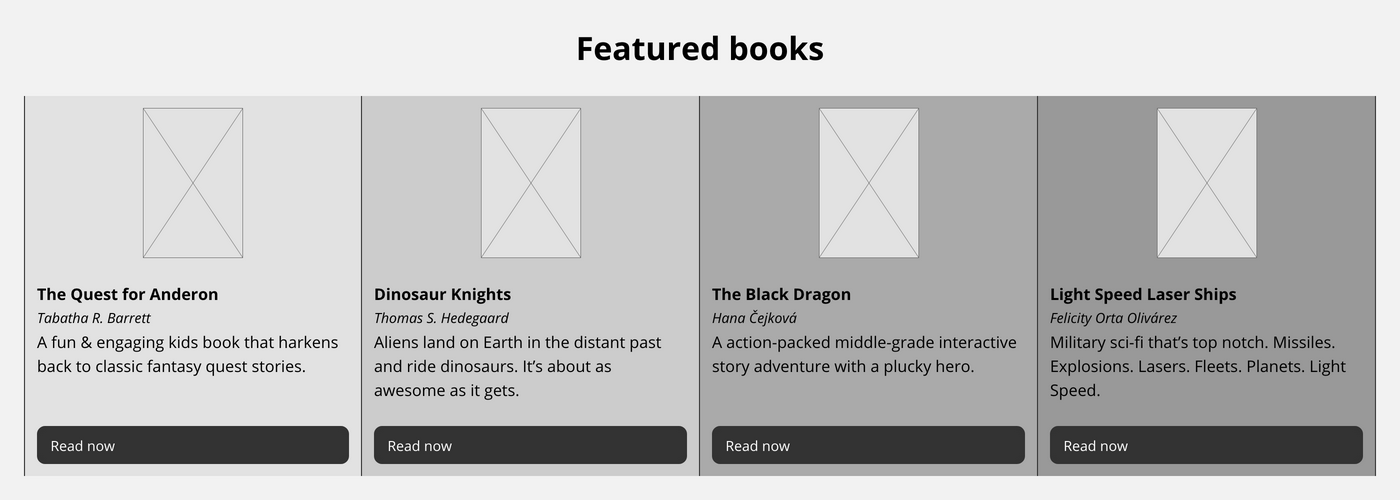 Featured books
The Quest for Anderon
Tabatha R. Barrett
A fun & engaging kids book that harkens
back to classic fantasy quest stories.
Read now
Dinosaur Knights
Thomas S. Hedegaard
Aliens land on Earth in the distant past
and ride dinosaurs. It’s about as
awesome as it gets.
Read now
The Black Dragon
Hana Čejková
A action-packed middle-grade interactive
story adventure with a plucky hero.
Read now
Light Speed Laser Ships
Felicity Orta Olivárez
Military sci-fi that’s top notch. Missiles.
Explosions. Lasers. Fleets. Planets. Light
Speed.
Read now